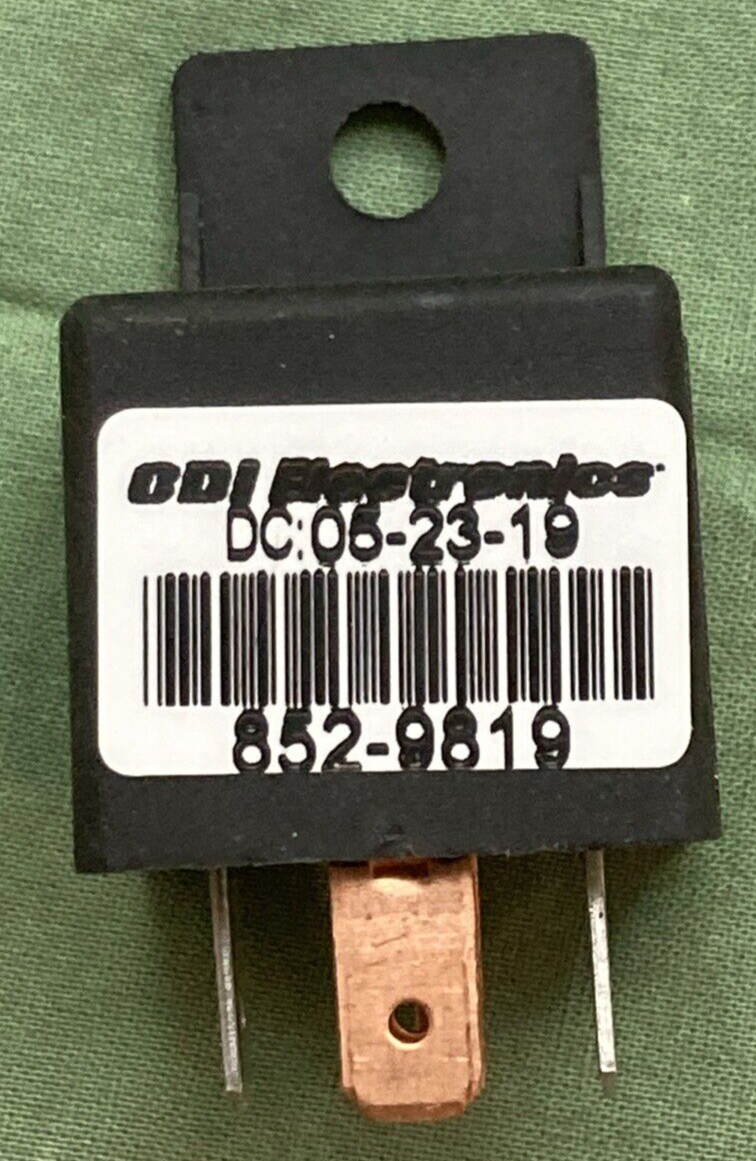 CDI Electronics
DC:05-23-19
852-9819